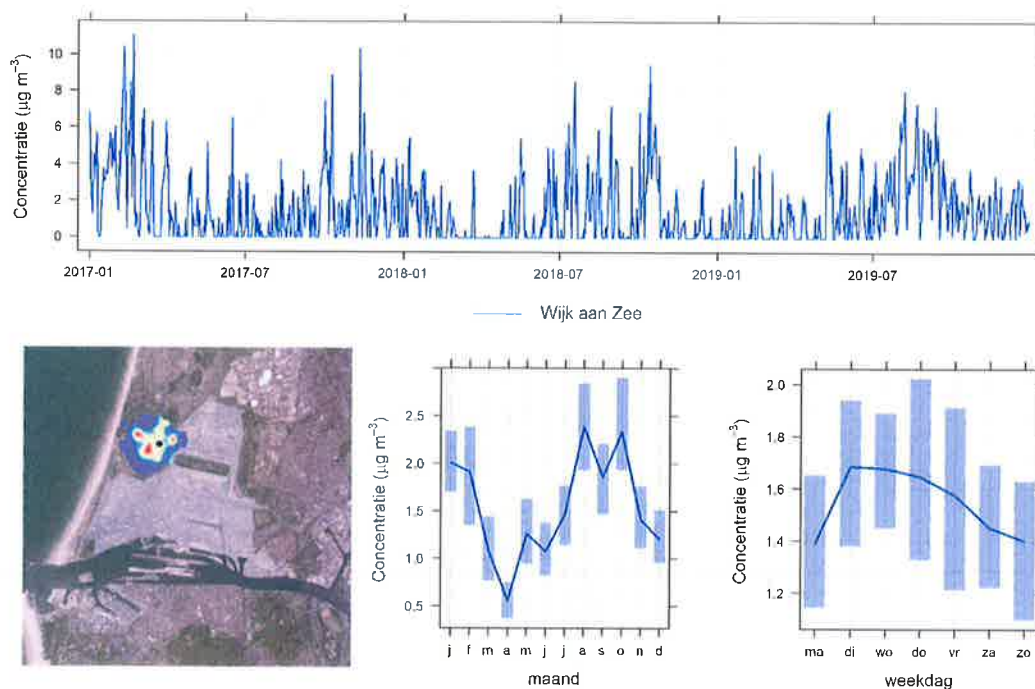 Concentratie (µg m⁻³)
10
8
6
4
2
0
2017-01 2017-07 2018-01 2018-07 2019-01 2019-07
Wijk aan Zee
Concentratie (µg m⁻³)
2.5
2.0
1.5
1.0
0.5
j f m a m j j a s o n d
maand
Concentratie (µg m⁻³)
2.0
1.8
1.6
1.4
1.2
ma di wo do vr za zo
weekdag